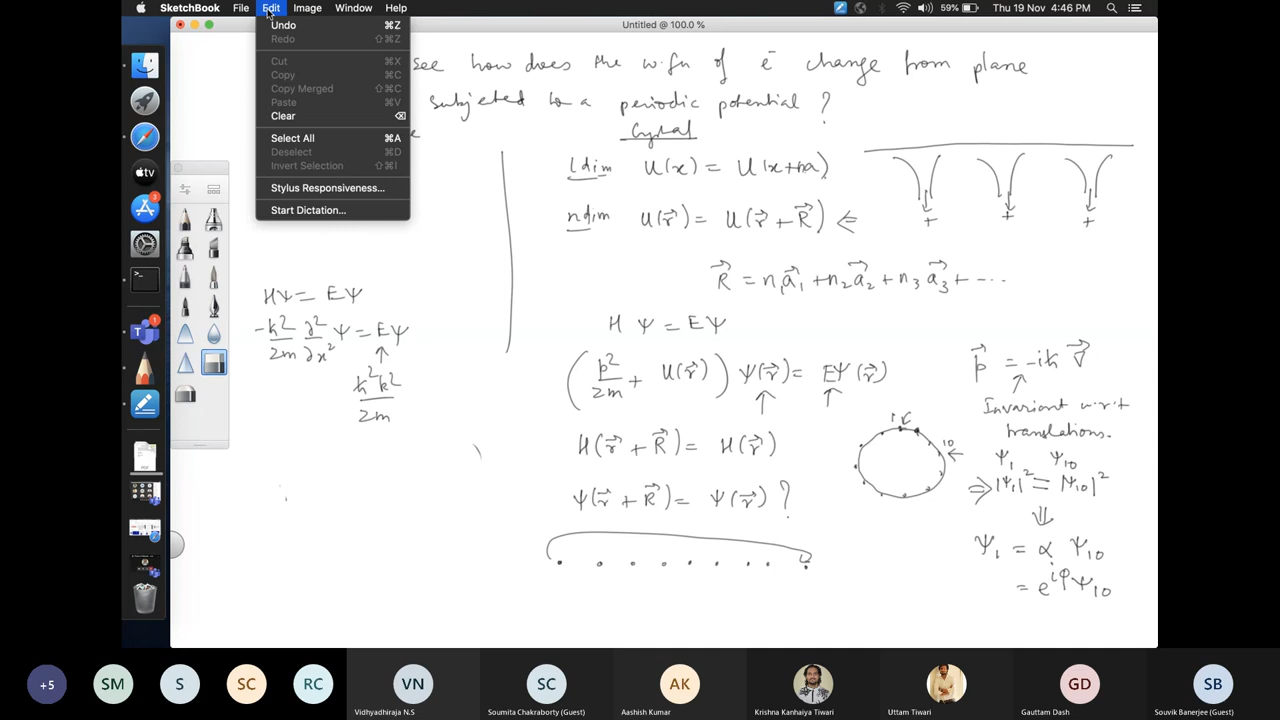 SketchBook File Edit Image Window Help 59% Thu 19 Nov 4:46 PM
Untitled @ 100.0 %
Undo ⌘Z
Redo ⇧⌘Z
Cut ⌘X
Copy ⌘C
Copy Merged ⇧⌘C
Paste ⌘V
Clear ⌫
Select All ⌘A
Deselect ⌘D
Invert Selection ⇧⌘I
Stylus Responsiveness...
Start Dictation...
see how does the w.fn of ē change from plane
subjected to a periodic potential ?
Crystal
1dim U(x) = U(x+na)
ndim U(r⃗) = U(r⃗ + R⃗) ⇐
+ + +
R⃗ = n₁a⃗₁ + n₂a⃗₂ + n₃a⃗₃ + ...
Hψ = Eψ
-ħ²/2m ∂²/∂x² ψ = Eψ
↑
ħ²k²/2m
H ψ = Eψ
(p²/2m + U(r⃗)) ψ(r⃗) = Eψ(r⃗)
H(r⃗ + R⃗) = H(r⃗)
ψ(r⃗ + R⃗) = ψ(r⃗) ?
p⃗ = -iħ ∇⃗
Invariant w.r.t
translations.
1
10
ψ₁ ψ₁₀
⇒ |ψ₁|² = |ψ₁₀|²
⇓
ψ₁ = α ψ₁₀
= e^{iφ} ψ₁₀
+5 SM S SC RC VN SC AK GD SB
Vidhyadhiraja N.S Soumita Chakraborty (Guest) Aashish Kumar Krishna Kanhaiya Tiwari Uttam Tiwari Gauttam Dash Souvik Banerjee (Guest)